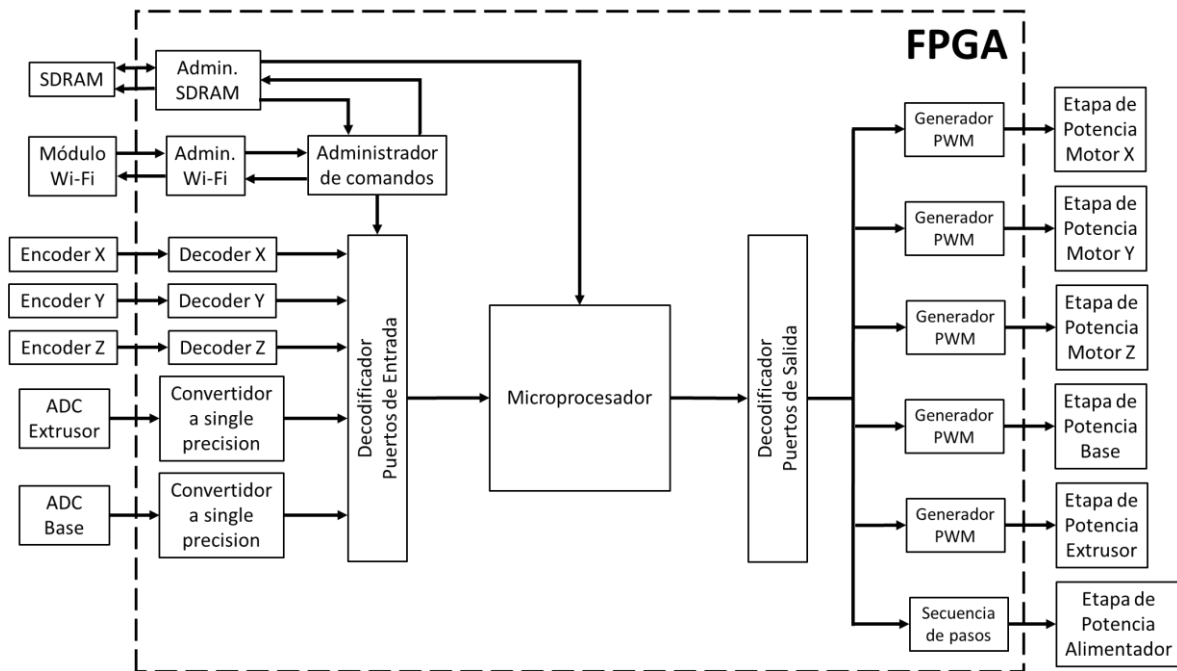 FPGA
SDRAM
Admin.
SDRAM
Módulo
Wi-Fi
Admin.
Wi-Fi
Administrador
de comandos
Encoder X
Decoder X
Encoder Y
Decoder Y
Encoder Z
Decoder Z
ADC
Extrusor
Convertidor
a single
precision
ADC
Base
Convertidor
a single
precision
Decodificador
Puertos de Entrada
Microprocesador
Decodificador
Puertos de Salida
Generador
PWM
Etapa de
Potencia
Motor X
Generador
PWM
Etapa de
Potencia
Motor Y
Generador
PWM
Etapa de
Potencia
Motor Z
Generador
PWM
Etapa de
Potencia
Base
Generador
PWM
Etapa de
Potencia
Extrusor
Secuencia
de pasos
Etapa de
Potencia
Alimentador